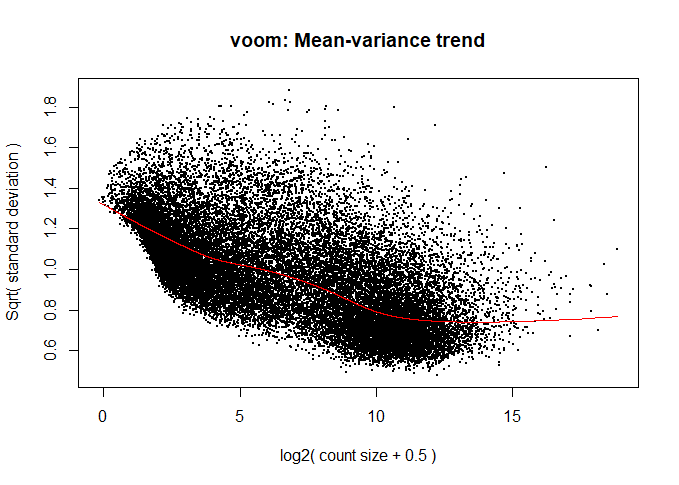 voom: Mean-variance trend
Sqrt( standard deviation )
1.8
1.6
1.4
1.2
1.0
0.8
0.6
0 5 10 15
log2( count size + 0.5 )